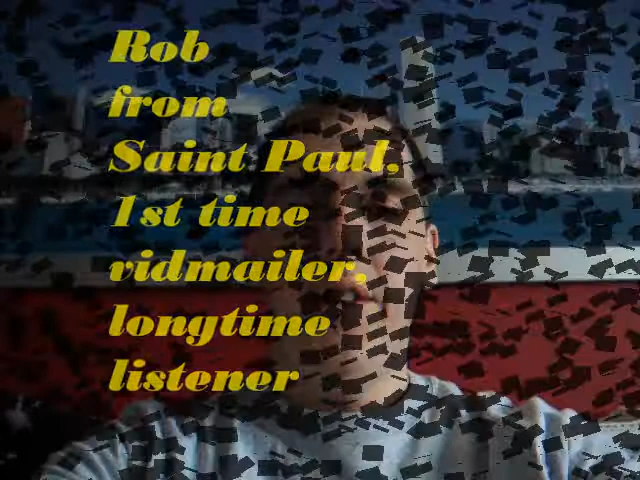 Rob
from
Saint Paul,
1st time
vidmailer,
longtime
listener